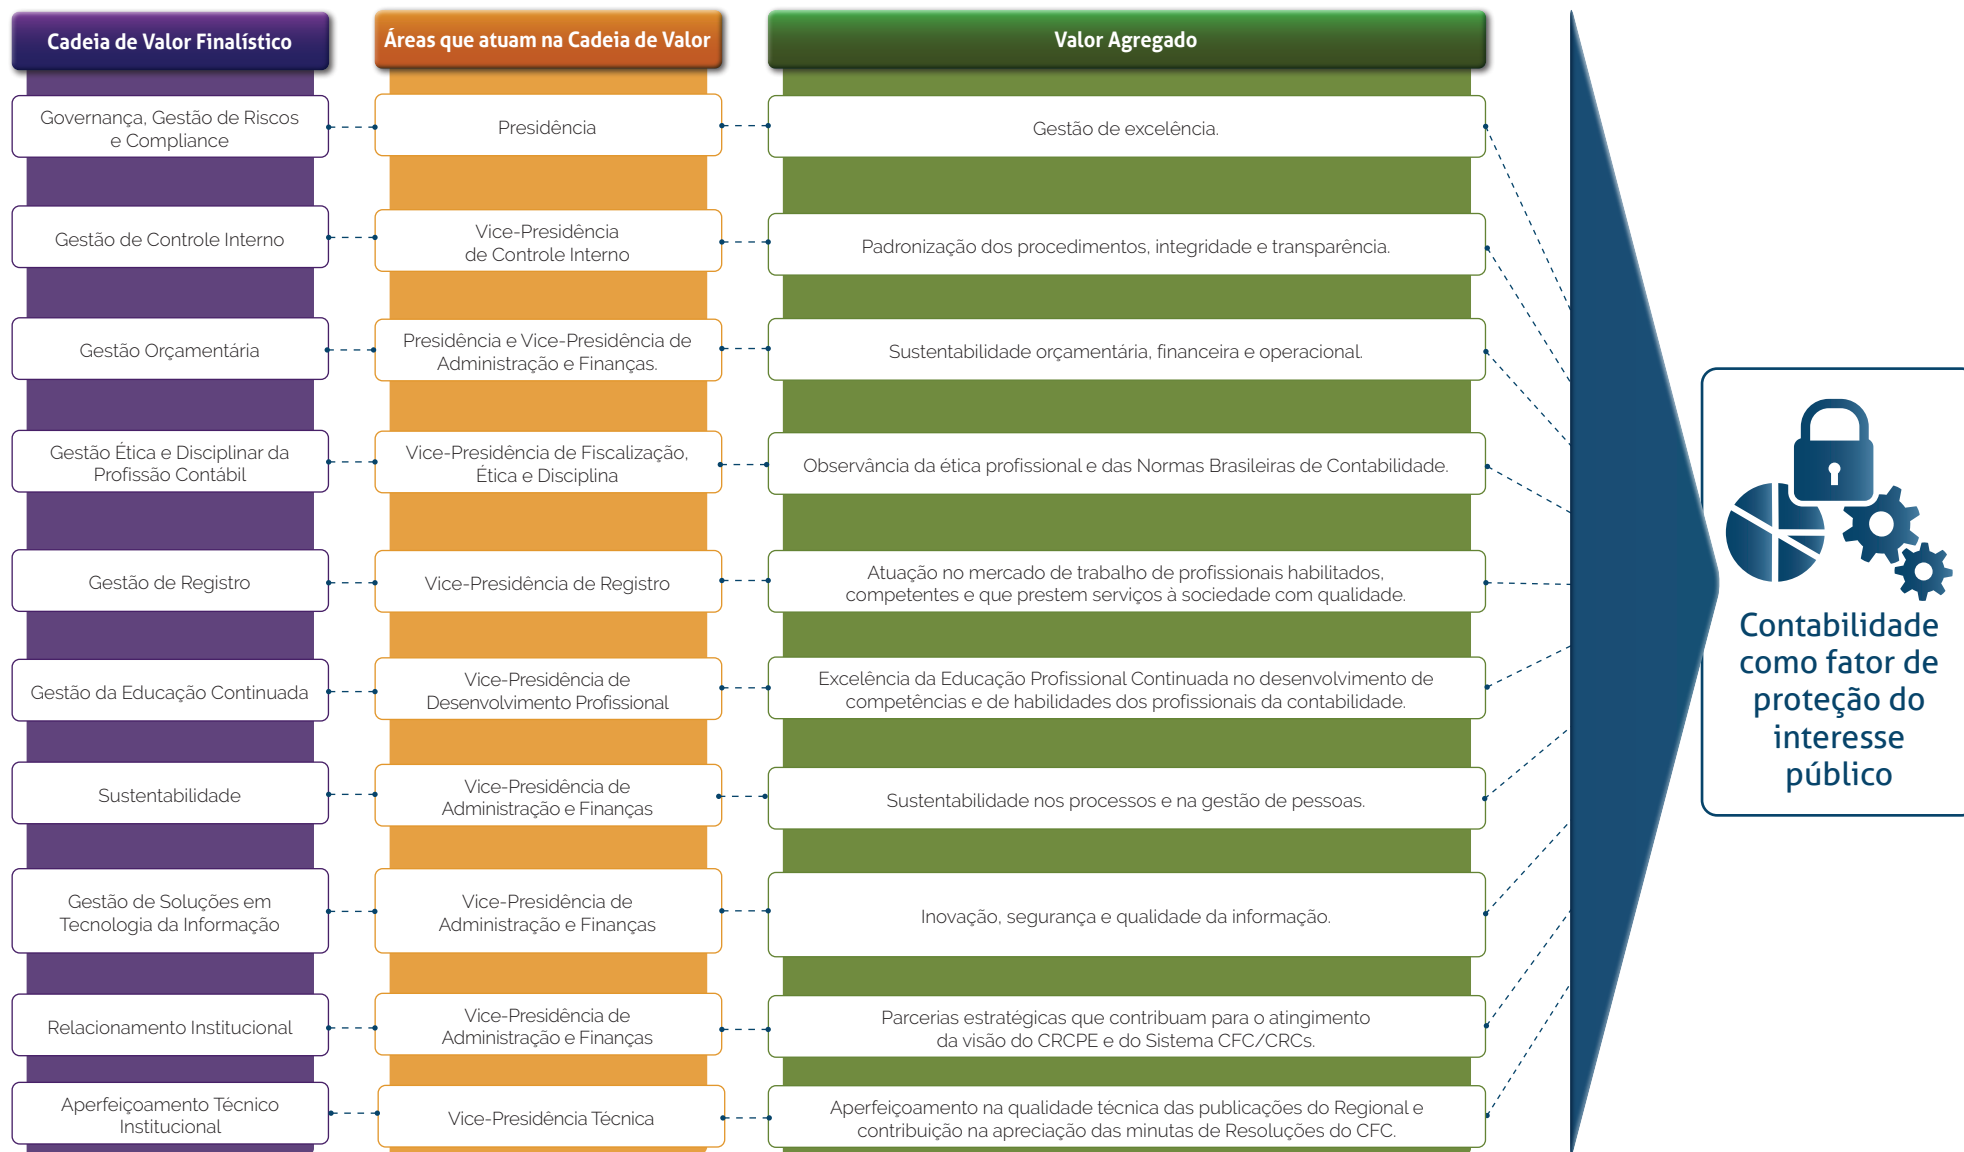 Cadeia de Valor Finalístico
Áreas que atuam na Cadeia de Valor
Valor Agregado
Governança, Gestão de Riscos
e Compliance
Presidência
Gestão de excelência.
Gestão de Controle Interno
Vice-Presidência
de Controle Interno
Padronização dos procedimentos, integridade e transparência.
Gestão Orçamentária
Presidência e Vice-Presidência de
Administração e Finanças.
Sustentabilidade orçamentária, financeira e operacional.
Gestão Ética e Disciplinar da
Profissão Contábil
Vice-Presidência de Fiscalização,
Ética e Disciplina
Observância da ética profissional e das Normas Brasileiras de Contabilidade.
Gestão de Registro
Vice-Presidência de Registro
Atuação no mercado de trabalho de profissionais habilitados,
competentes e que prestem serviços à sociedade com qualidade.
Gestão da Educação Continuada
Vice-Presidência de
Desenvolvimento Profissional
Excelência da Educação Profissional Continuada no desenvolvimento de
competências e de habilidades dos profissionais da contabilidade.
Sustentabilidade
Vice-Presidência de
Administração e Finanças
Sustentabilidade nos processos e na gestão de pessoas.
Gestão de Soluções em
Tecnologia da Informação
Vice-Presidência de
Administração e Finanças
Inovação, segurança e qualidade da informação.
Relacionamento Institucional
Vice-Presidência de
Administração e Finanças
Parcerias estratégicas que contribuam para o atingimento
da visão do CRCPE e do Sistema CFC/CRCs.
Aperfeiçoamento Técnico
Institucional
Vice-Presidência Técnica
Aperfeiçoamento na qualidade técnica das publicações do Regional e
contribuição na apreciação das minutas de Resoluções do CFC.
Contabilidade
como fator de
proteção do
interesse
público